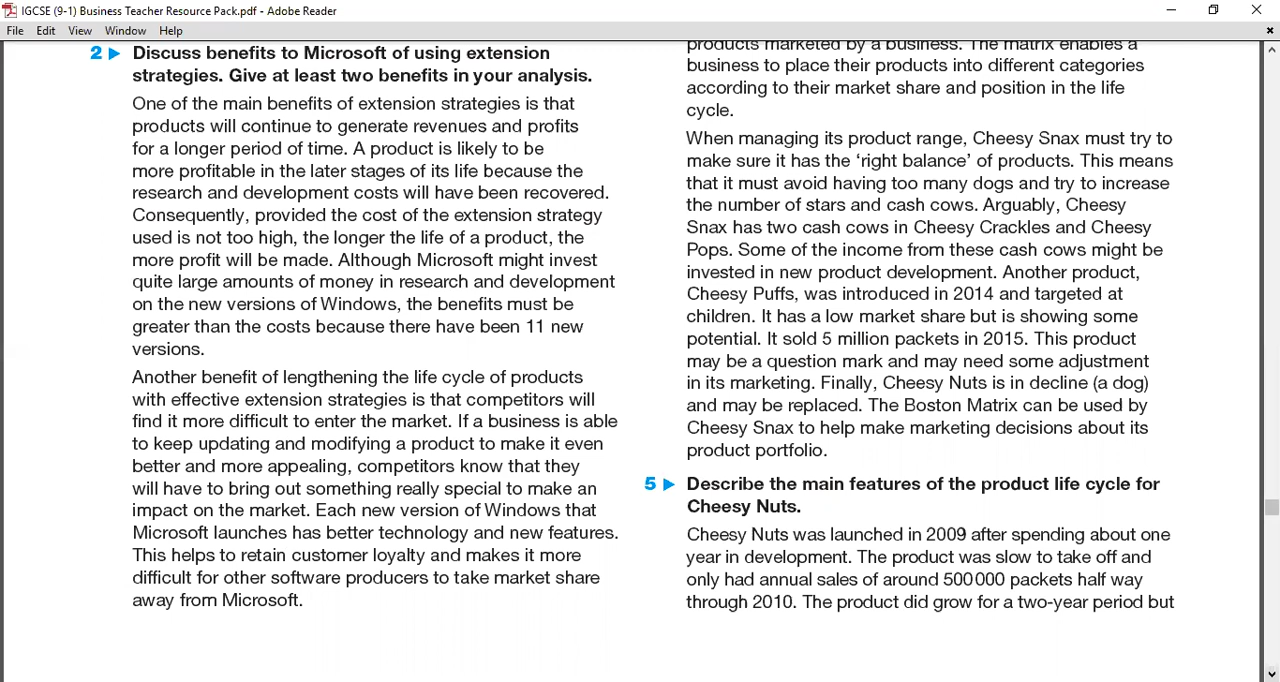 IGCSE (9-1) Business Teacher Resource Pack.pdf - Adobe Reader
File Edit View Window Help
2 ▶ Discuss benefits to Microsoft of using extension
strategies. Give at least two benefits in your analysis.
One of the main benefits of extension strategies is that
products will continue to generate revenues and profits
for a longer period of time. A product is likely to be
more profitable in the later stages of its life because the
research and development costs will have been recovered.
Consequently, provided the cost of the extension strategy
used is not too high, the longer the life of a product, the
more profit will be made. Although Microsoft might invest
quite large amounts of money in research and development
on the new versions of Windows, the benefits must be
greater than the costs because there have been 11 new
versions.
Another benefit of lengthening the life cycle of products
with effective extension strategies is that competitors will
find it more difficult to enter the market. If a business is able
to keep updating and modifying a product to make it even
better and more appealing, competitors know that they
will have to bring out something really special to make an
impact on the market. Each new version of Windows that
Microsoft launches has better technology and new features.
This helps to retain customer loyalty and makes it more
difficult for other software producers to take market share
away from Microsoft.
products marketed by a business. The matrix enables a
business to place their products into different categories
according to their market share and position in the life
cycle.
When managing its product range, Cheesy Snax must try to
make sure it has the ‘right balance’ of products. This means
that it must avoid having too many dogs and try to increase
the number of stars and cash cows. Arguably, Cheesy
Snax has two cash cows in Cheesy Crackles and Cheesy
Pops. Some of the income from these cash cows might be
invested in new product development. Another product,
Cheesy Puffs, was introduced in 2014 and targeted at
children. It has a low market share but is showing some
potential. It sold 5 million packets in 2015. This product
may be a question mark and may need some adjustment
in its marketing. Finally, Cheesy Nuts is in decline (a dog)
and may be replaced. The Boston Matrix can be used by
Cheesy Snax to help make marketing decisions about its
product portfolio.
5 ▶ Describe the main features of the product life cycle for
Cheesy Nuts.
Cheesy Nuts was launched in 2009 after spending about one
year in development. The product was slow to take off and
only had annual sales of around 500 000 packets half way
through 2010. The product did grow for a two-year period but